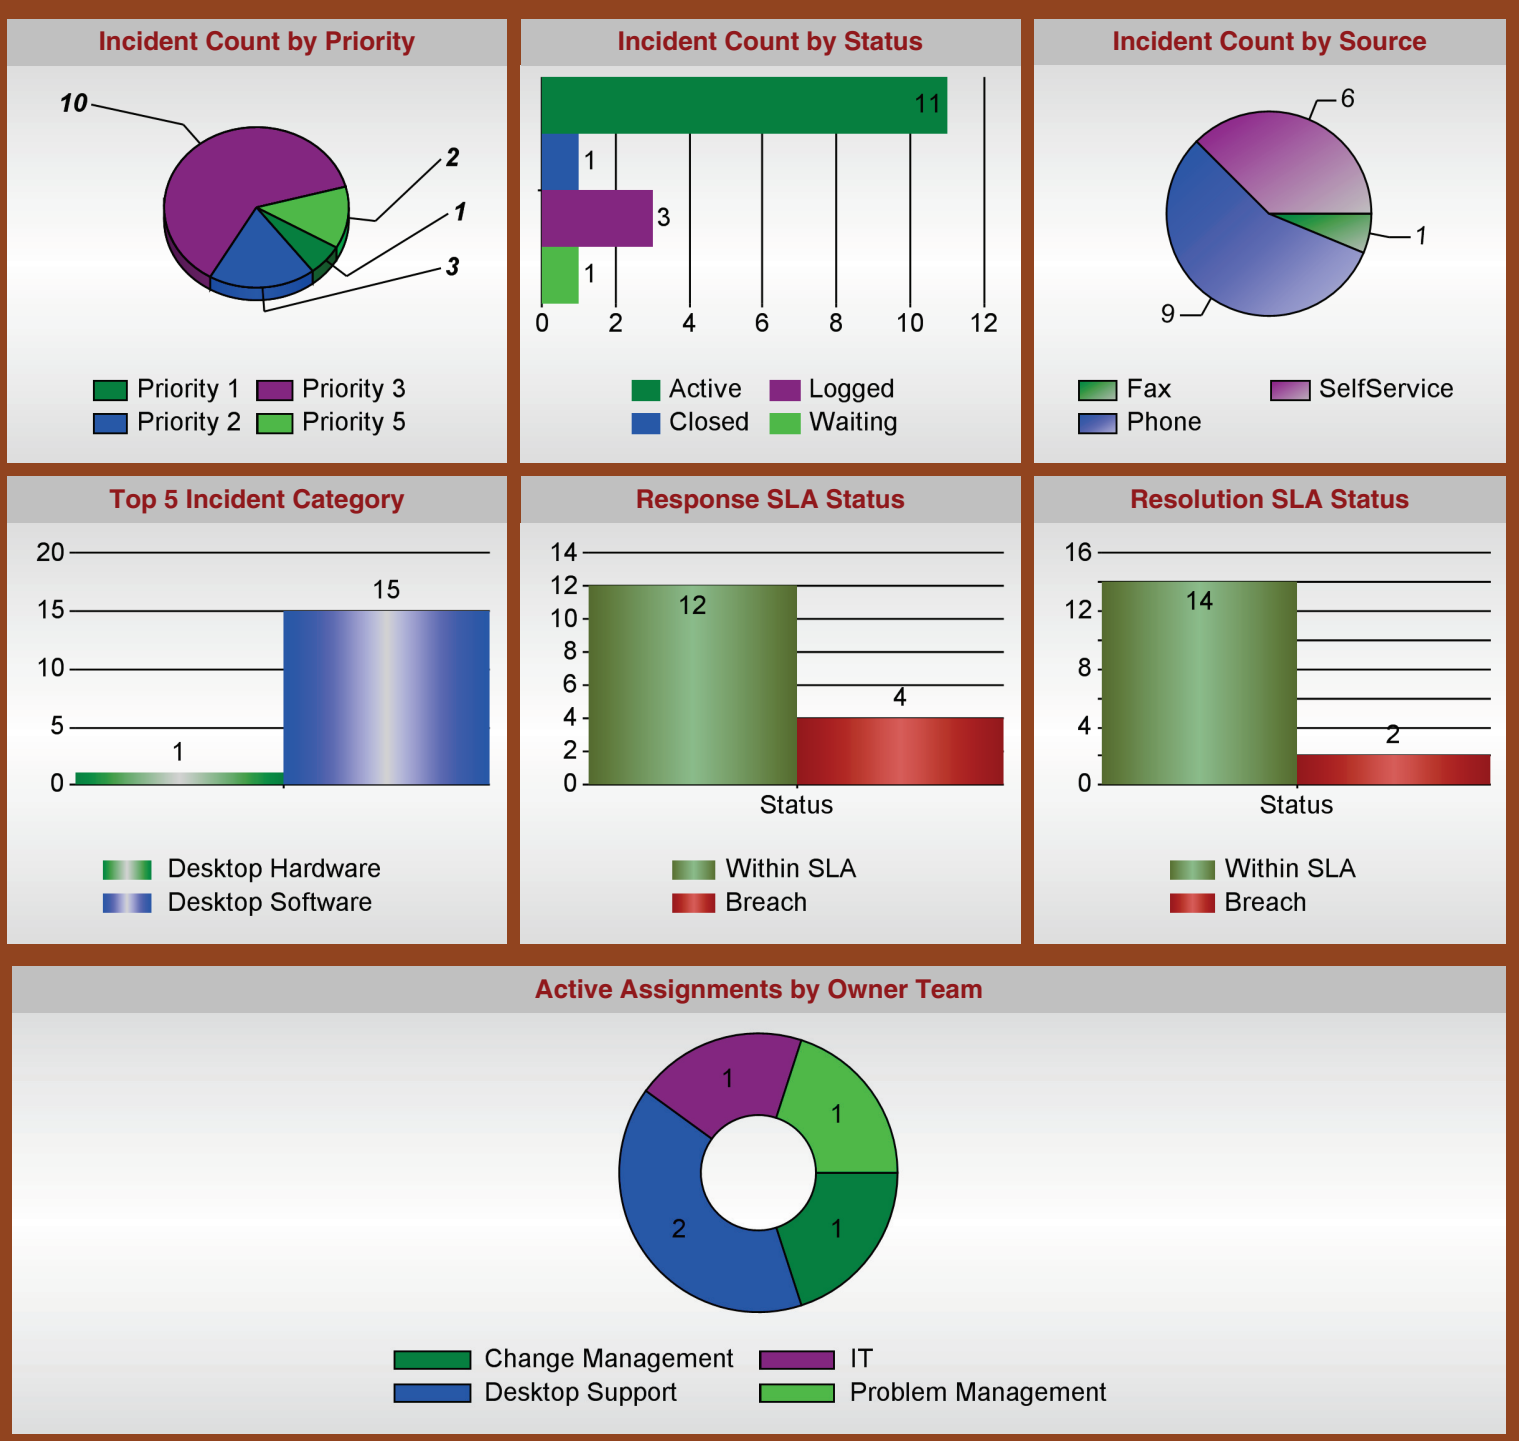 Incident Count by Priority
10
2
1
3
Priority 1 Priority 3
Priority 2 Priority 5
Incident Count by Status
11
1
3
1
0 2 4 6 8 10 12
Active Logged
Closed Waiting
Incident Count by Source
6
1
9
Fax SelfService
Phone
Top 5 Incident Category
20
15
15
10
5
1
0
Desktop Hardware
Desktop Software
Response SLA Status
14
12
12
10
8
6
4
4
2
0
Status
Within SLA
Breach
Resolution SLA Status
16
14
12
8
4
2
0
Status
Within SLA
Breach
Active Assignments by Owner Team
1
1
2
1
Change Management IT
Desktop Support Problem Management